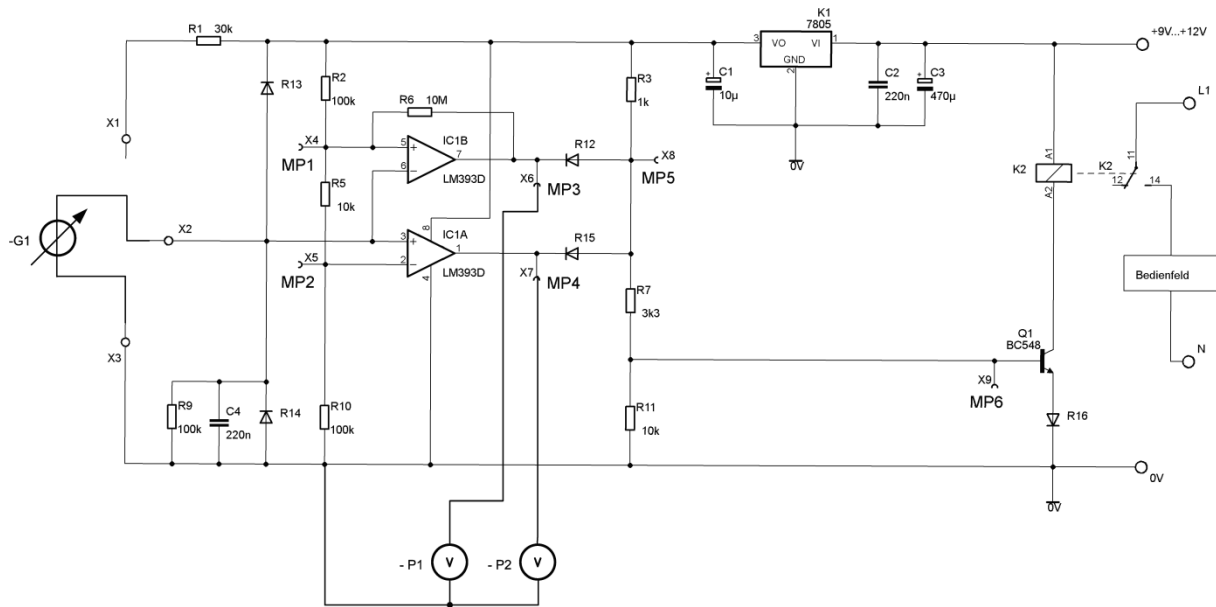 R1 30k
K1
7805
3 VO VI 1
GND
2
+9V...+12V
R13
R2
100k
R6 10M
R3
1k
+
C1
10µ
C2
220n
+
C3
470µ
L1
X1
X4
MP1
5 +
6 −
IC1B
7
LM393D
R12
X8
MP5
0V
A1
K2
A2
K2
11
12
14
R5
10k
X6
MP3
-G1
X2
8
IC1A
3 +
2 −
1
LM393D
4
R15
X5
MP2
X7
MP4
Bedienfeld
R7
3k3
X3
Q1
BC548
N
X9
MP6
R9
100k
C4
220n
R14
R10
100k
R11
10k
R16
0V
0V
- P1
V
- P2
V